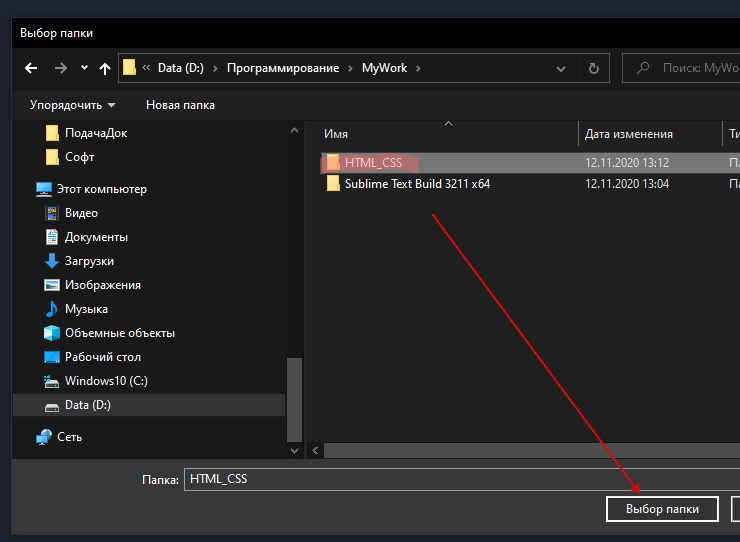 Выбор папки
Data (D:) Программирование MyWork
Поиск: MyWo
Упорядочить Новая папка
ПодачаДок
Софт
Этот компьютер
Видео
Документы
Загрузки
Изображения
Музыка
Объемные объекты
Рабочий стол
Windows10 (C:)
Data (D:)
Сеть
Имя Дата изменения Ти
HTML_CSS 12.11.2020 13:12 Па
Sublime Text Build 3211 x64 12.11.2020 13:04 Па
Папка: HTML_CSS
Выбор папки